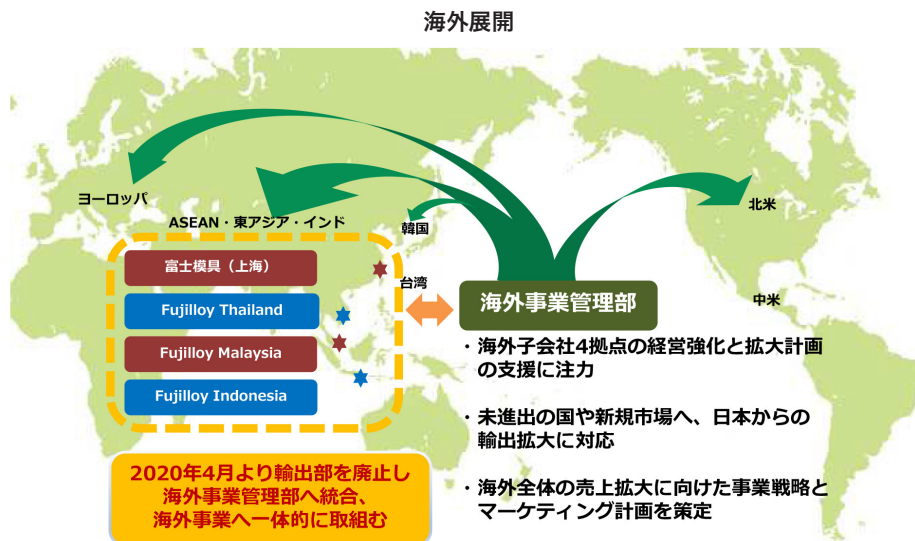 海外展開
ヨーロッパ
ASEAN・東アジア・インド
韓国
北米
富士模具（上海）
台湾
中米
Fujilloy Thailand
海外事業管理部
Fujilloy Malaysia
Fujilloy Indonesia
・海外子会社4拠点の経営強化と拡大計画
の支援に注力
・未進出の国や新規市場へ、日本からの
輸出拡大に対応
・海外全体の売上拡大に向けた事業戦略と
マーケティング計画を策定
2020年4月より輸出部を廃止し
海外事業管理部へ統合、
海外事業へ一体的に取組む